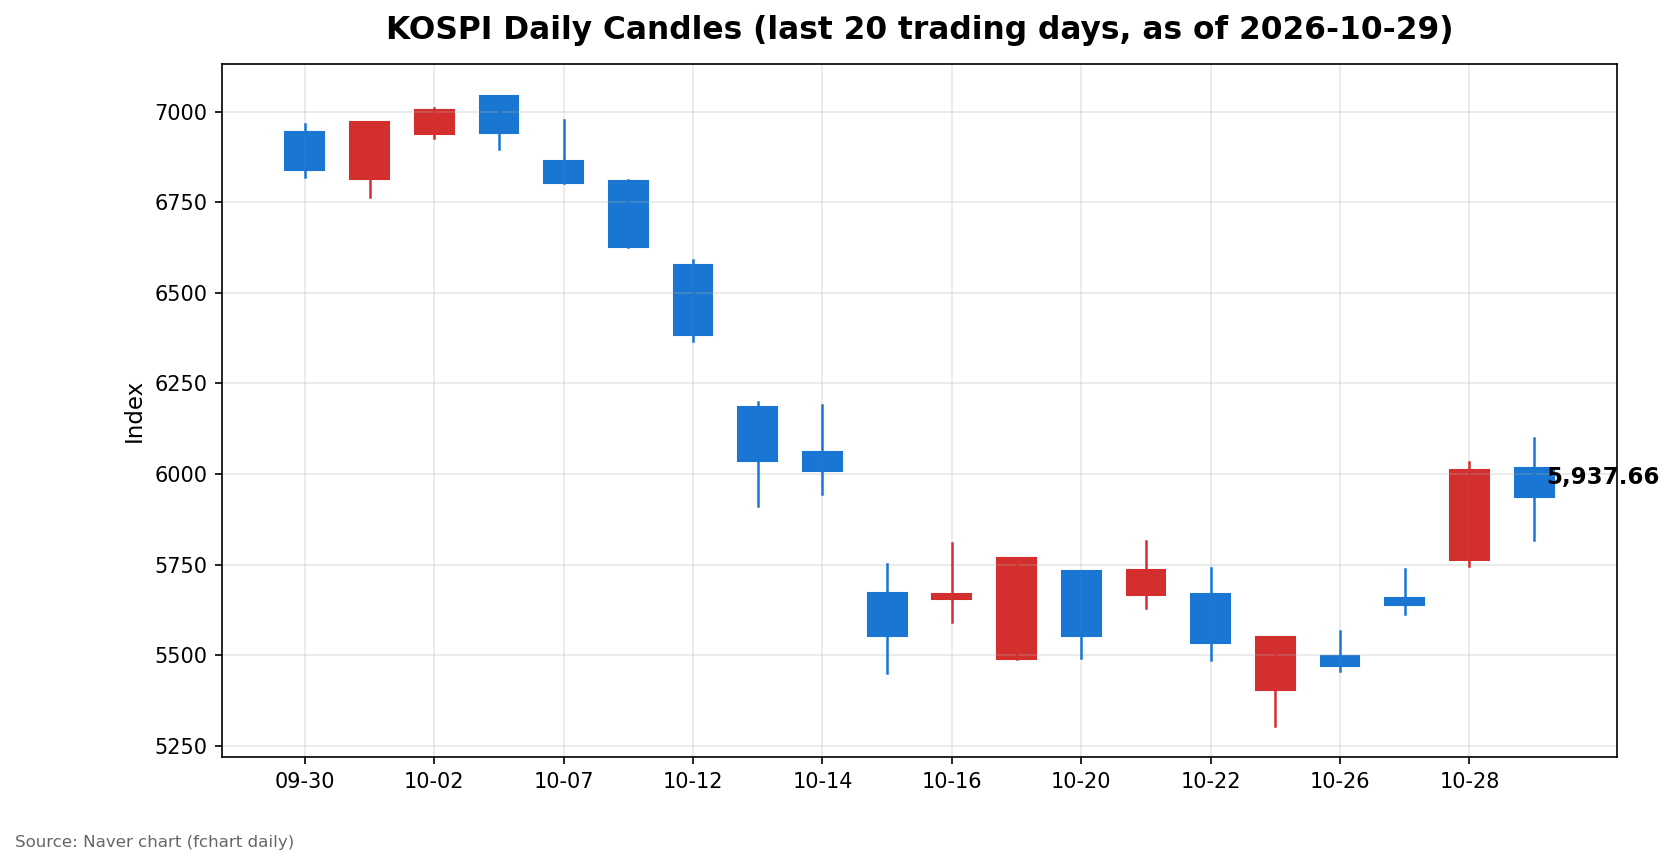 KOSPI Daily Candles (last 20 trading days, as of 2026-10-29)
7000
6750
6500
6250
6000
5750
5500
5250
Index
5,937.66
09-30 10-02 10-07 10-12 10-14 10-16 10-20 10-22 10-26 10-28
Source: Naver chart (fchart daily)